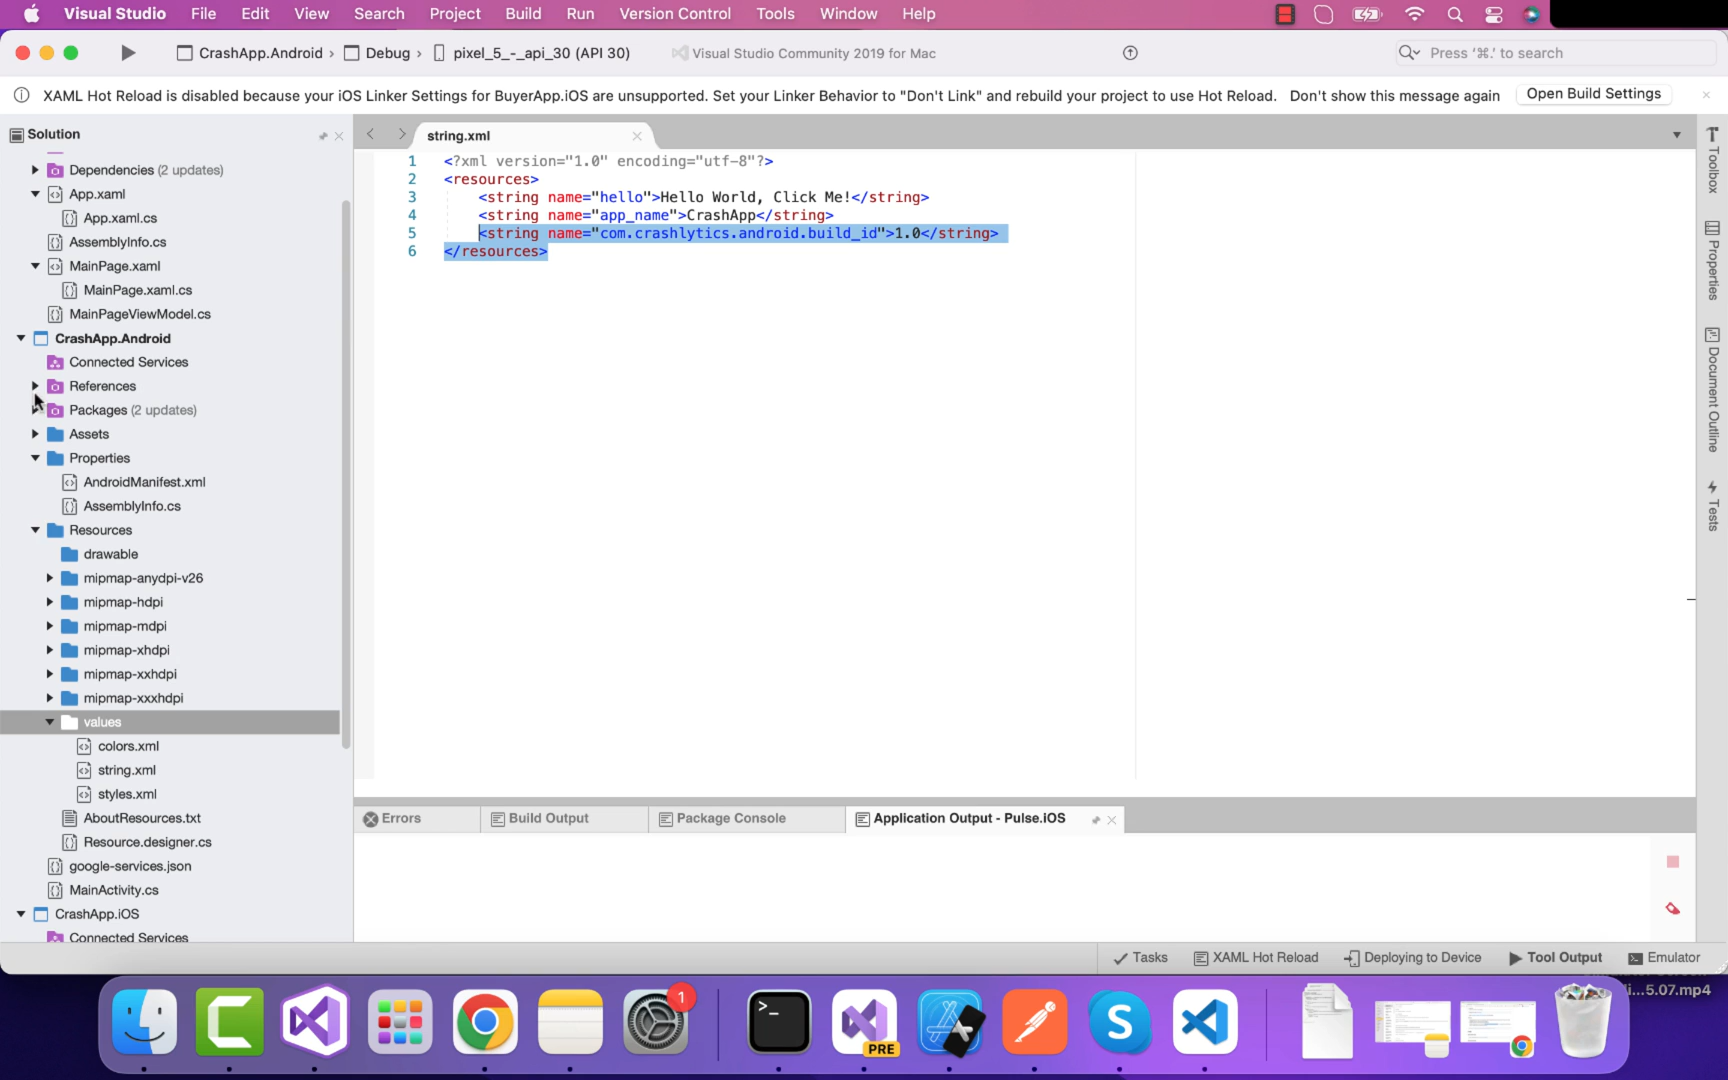 Visual Studio File Edit View Search Project Build Run Version Control Tools Window Help
CrashApp.Android › Debug › pixel_5_-_api_30 (API 30) Visual Studio Community 2019 for Mac Press ‘⌘.’ to search
XAML Hot Reload is disabled because your iOS Linker Settings for BuyerApp.iOS are unsupported. Set your Linker Behavior to "Don't Link" and rebuild your project to use Hot Reload. Don't show this message again Open Build Settings
Solution
Dependencies (2 updates)
App.xaml
App.xaml.cs
AssemblyInfo.cs
MainPage.xaml
MainPage.xaml.cs
MainPageViewModel.cs
CrashApp.Android
Connected Services
References
Packages (2 updates)
Assets
Properties
AndroidManifest.xml
AssemblyInfo.cs
Resources
drawable
mipmap-anydpi-v26
mipmap-hdpi
mipmap-mdpi
mipmap-xhdpi
mipmap-xxhdpi
mipmap-xxxhdpi
values
colors.xml
string.xml
styles.xml
AboutResources.txt
Resource.designer.cs
google-services.json
MainActivity.cs
CrashApp.iOS
Connected Services
string.xml
1 <?xml version="1.0" encoding="utf-8"?>
2 <resources>
3 <string name="hello">Hello World, Click Me!</string>
4 <string name="app_name">CrashApp</string>
5 <string name="com.crashlytics.android.build_id">1.0</string>
6 </resources>
Toolbox
Properties
Document Outline
Tests
Errors Build Output Package Console Application Output - Pulse.iOS
Tasks XAML Hot Reload Deploying to Device Tool Output Emulator
i...5.07.mp4
1
>_
PRE
S